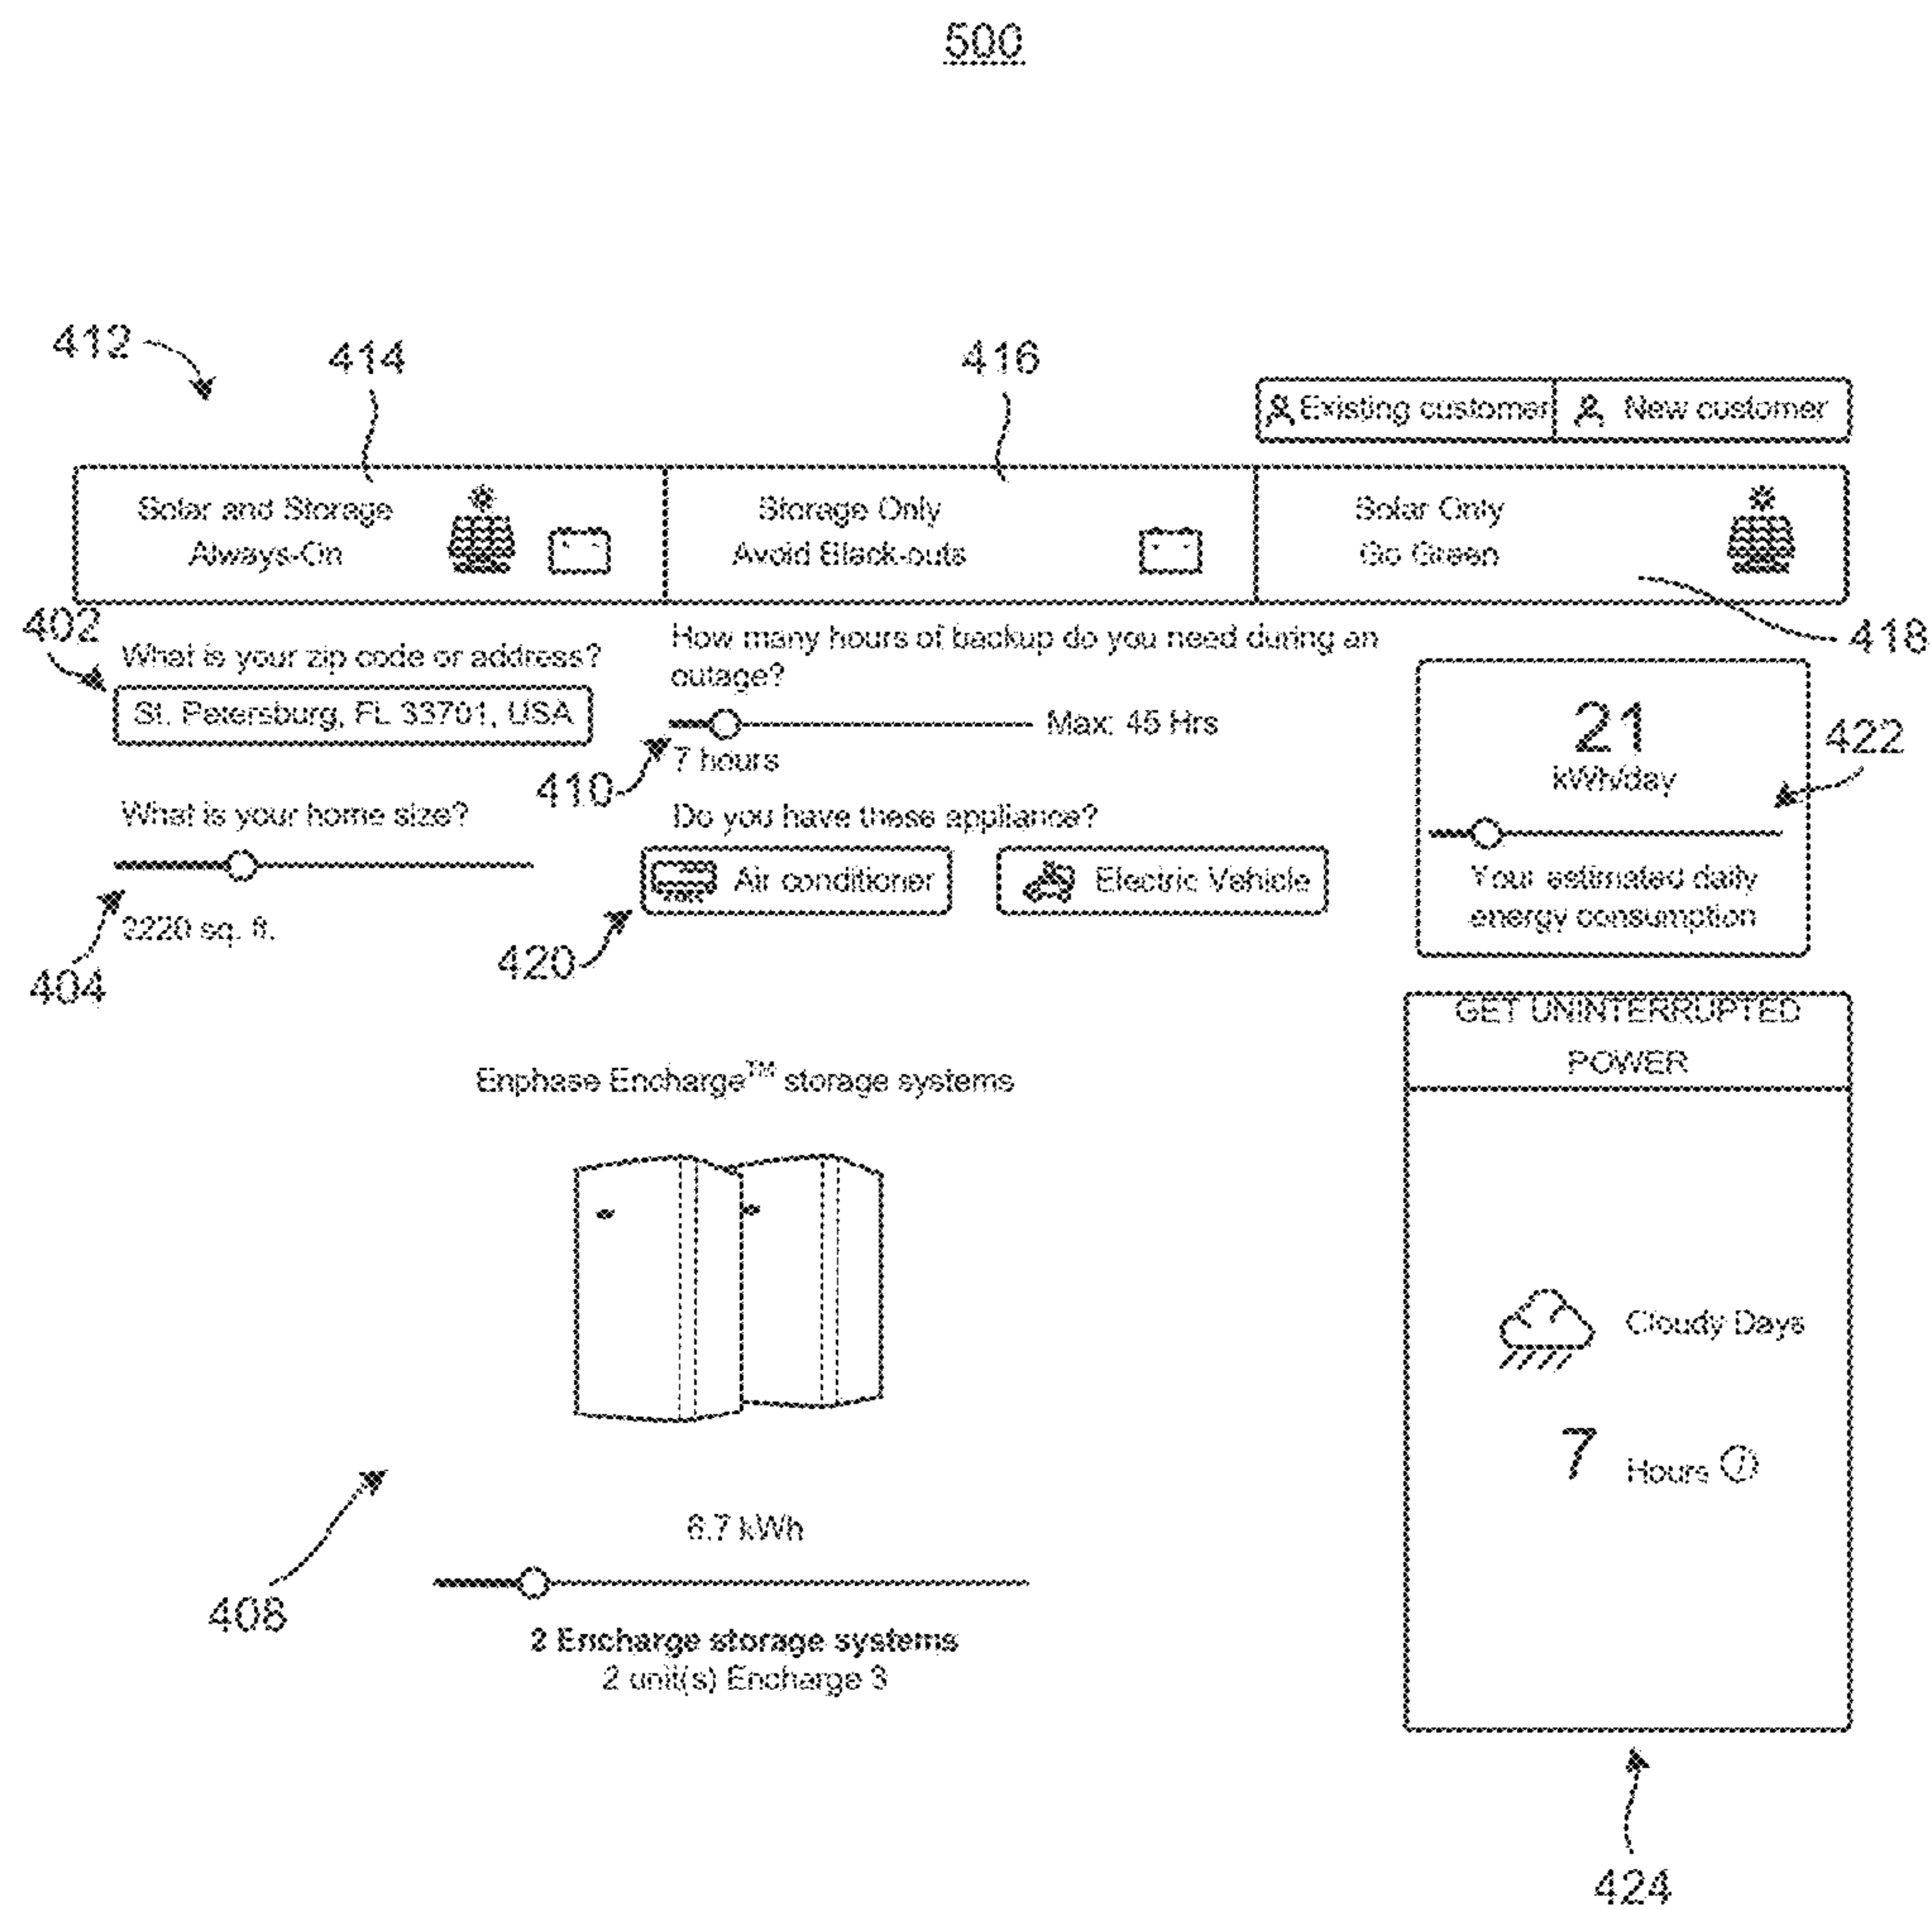 500
412
414
416
Existing customer
New customer
Solar and Storage
Always-On
Storage Only
Avoid Black-outs
Solar Only
Go Green
418
402
What is your zip code or address?
St. Petersburg, FL 33701, USA
How many hours of backup do you need during an
outage?
Max: 45 Hrs
7 hours
410
21
kWh/day
422
Your estimated daily
energy consumption
What is your home size?
2220 sq. ft.
404
Do you have these appliance?
Air conditioner
Electric Vehicle
420
GET UNINTERRUPTED
POWER
Cloudy Days
7 Hours i
424
Enphase Encharge™ storage systems
408
6.7 kWh
2 Encharge storage systems
2 unit(s) Encharge 3